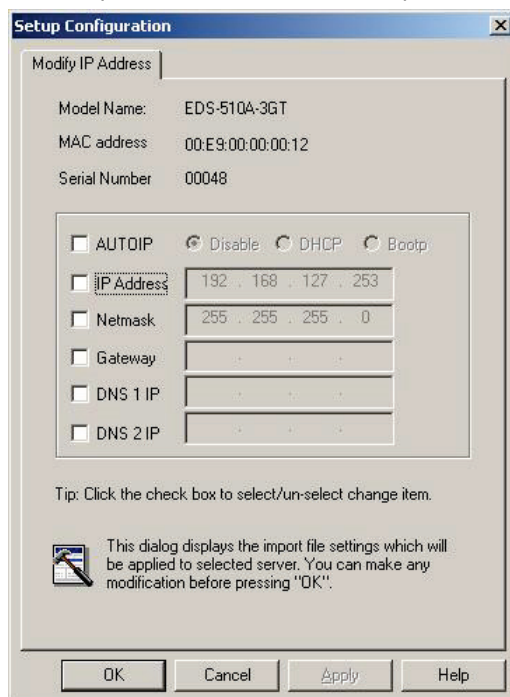 Setup Configuration
Modify IP Address
Model Name: EDS-510A-3GT
MAC address 00:E9:00:00:00:12
Serial Number 00048
AUTOIP Disable DHCP Bootp
IP Address 192 . 168 . 127 . 253
Netmask 255 . 255 . 255 . 0
Gateway . . .
DNS 1 IP . . .
DNS 2 IP . . .
Tip: Click the check box to select/un-select change item.
This dialog displays the import file settings which will
be applied to selected server. You can make any
modification before pressing "OK".
OK Cancel Apply Help